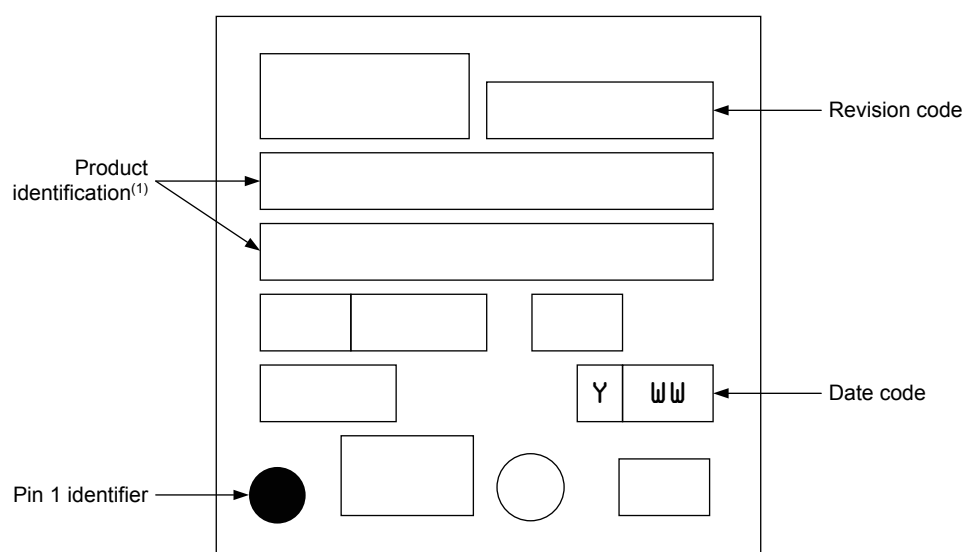 Revision code
Product
identification(1)
Y WW
Date code
Pin 1 identifier